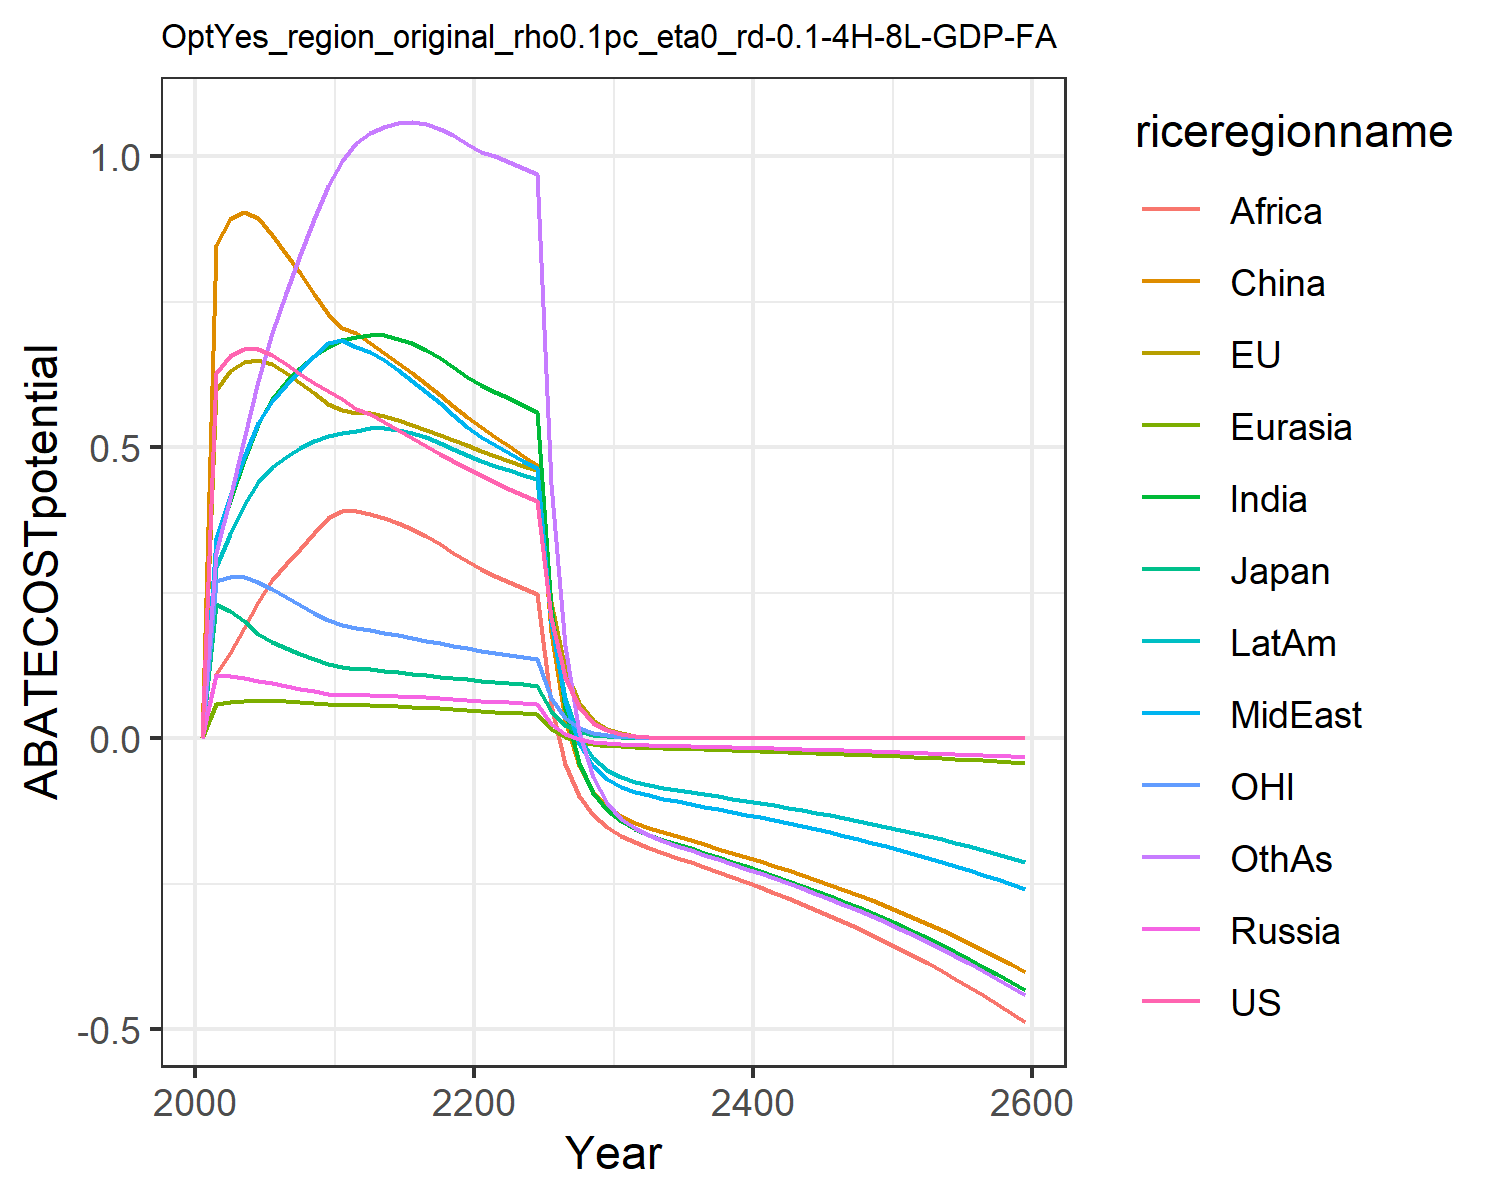 OptYes_region_original_rho0.1pc_eta0_rd-0.1-4H-8L-GDP-FA
ABATECOSTpotential
1.0
0.5
0.0
-0.5
2000
2200
2400
2600
Year
riceregionname
Africa
China
EU
Eurasia
India
Japan
LatAm
MidEast
OHI
OthAs
Russia
US